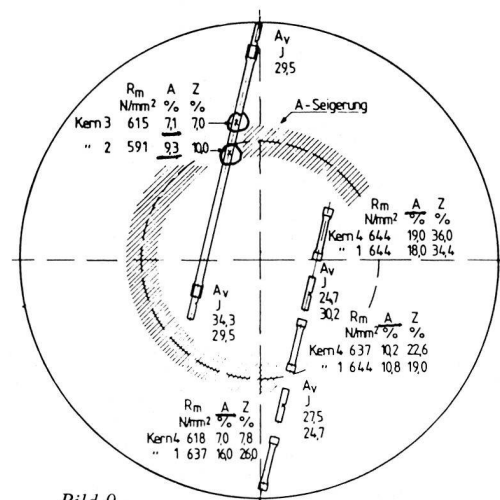 Av
J
29,5
Rm A Z
N/mm² % %
Kern 3 615 7,1 7,0
" 2 591 9,3 10,0
A-Seigerung
Rm A Z
N/mm² % %
Kern 4 644 19,0 36,0
" 1 644 18,0 34,4
Av
J
24,7
30,2
Av
J
34,3
29,5
Rm A Z
N/mm² % %
Kern 4 637 10,2 22,6
" 1 644 10,8 19,0
Av
J
27,5
24,7
Rm A Z
N/mm² % %
Kern 4 618 7,0 7,8
" 1 637 16,0 26,0
Bild 9